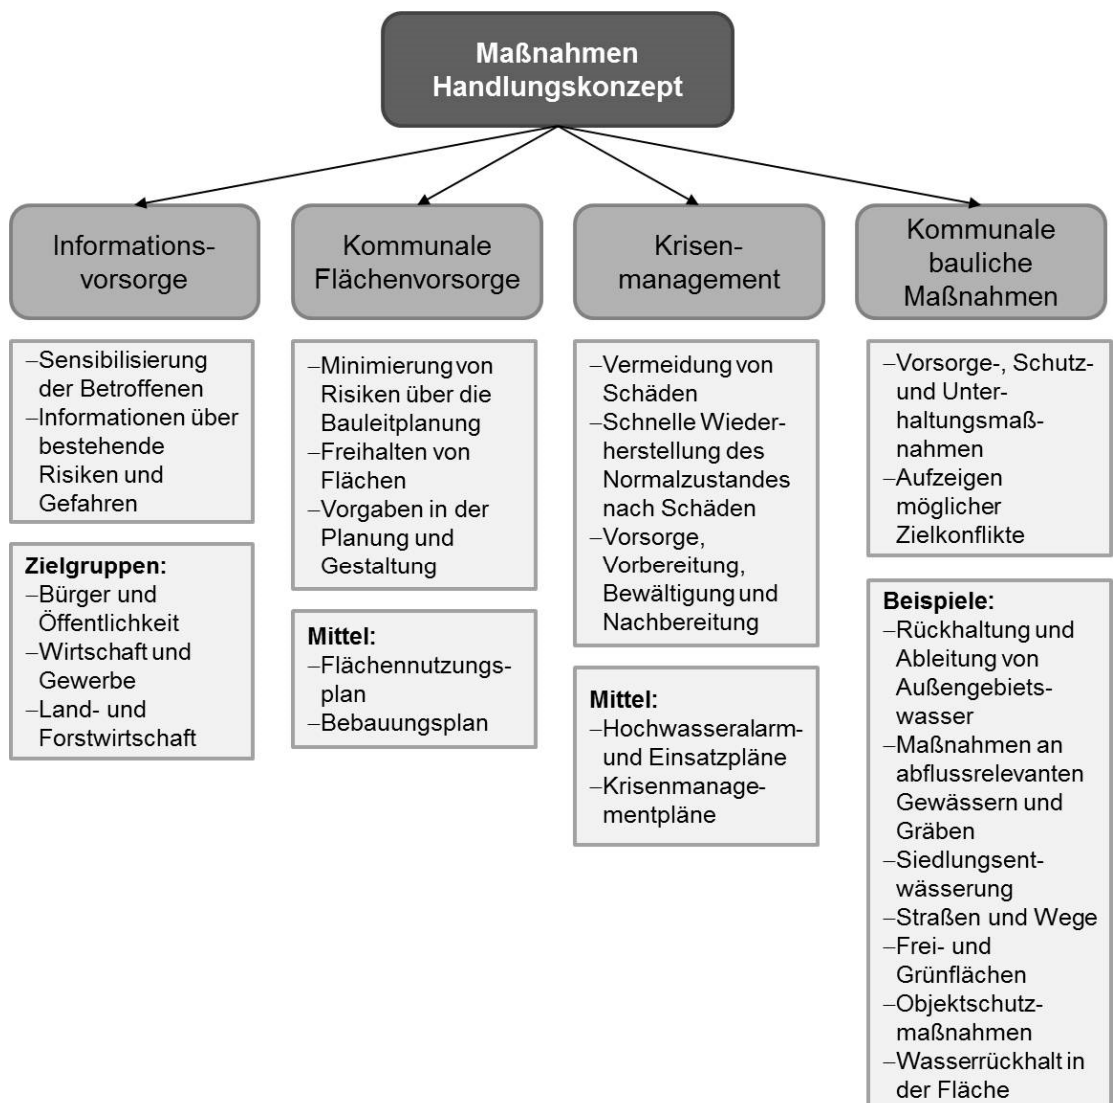 Maßnahmen
Handlungskonzept
Informations-
vorsorge
–Sensibilisierung
der Betroffenen
–Informationen über
bestehende
Risiken und
Gefahren
Zielgruppen:
–Bürger und
Öffentlichkeit
–Wirtschaft und
Gewerbe
–Land- und
Forstwirtschaft
Kommunale
Flächenvorsorge
–Minimierung von
Risiken über die
Bauleitplanung
–Freihalten von
Flächen
–Vorgaben in der
Planung und
Gestaltung
Mittel:
–Flächennutzungs-
plan
–Bebauungsplan
Krisen-
management
–Vermeidung von
Schäden
–Schnelle Wieder-
herstellung des
Normalzustandes
nach Schäden
–Vorsorge,
Vorbereitung,
Bewältigung und
Nachbereitung
Mittel:
–Hochwasseralarm-
und Einsatzpläne
–Krisenmanage-
mentpläne
Kommunale
bauliche
Maßnahmen
–Vorsorge-, Schutz-
und Unter-
haltungsmaß-
nahmen
–Aufzeigen
möglicher
Zielkonflikte
Beispiele:
–Rückhaltung und
Ableitung von
Außengebiets-
wasser
–Maßnahmen an
abflussrelevanten
Gewässern und
Gräben
–Siedlungsent-
wässerung
–Straßen und Wege
–Frei- und
Grünflächen
–Objektschutz-
maßnahmen
–Wasserrückhalt in
der Fläche